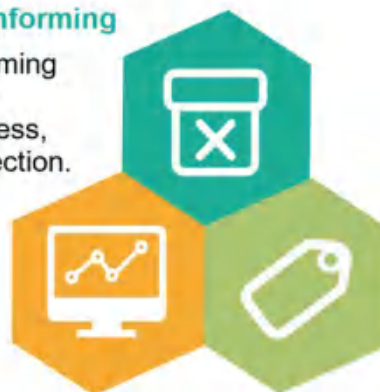 nforming
ming
ess,
ection.